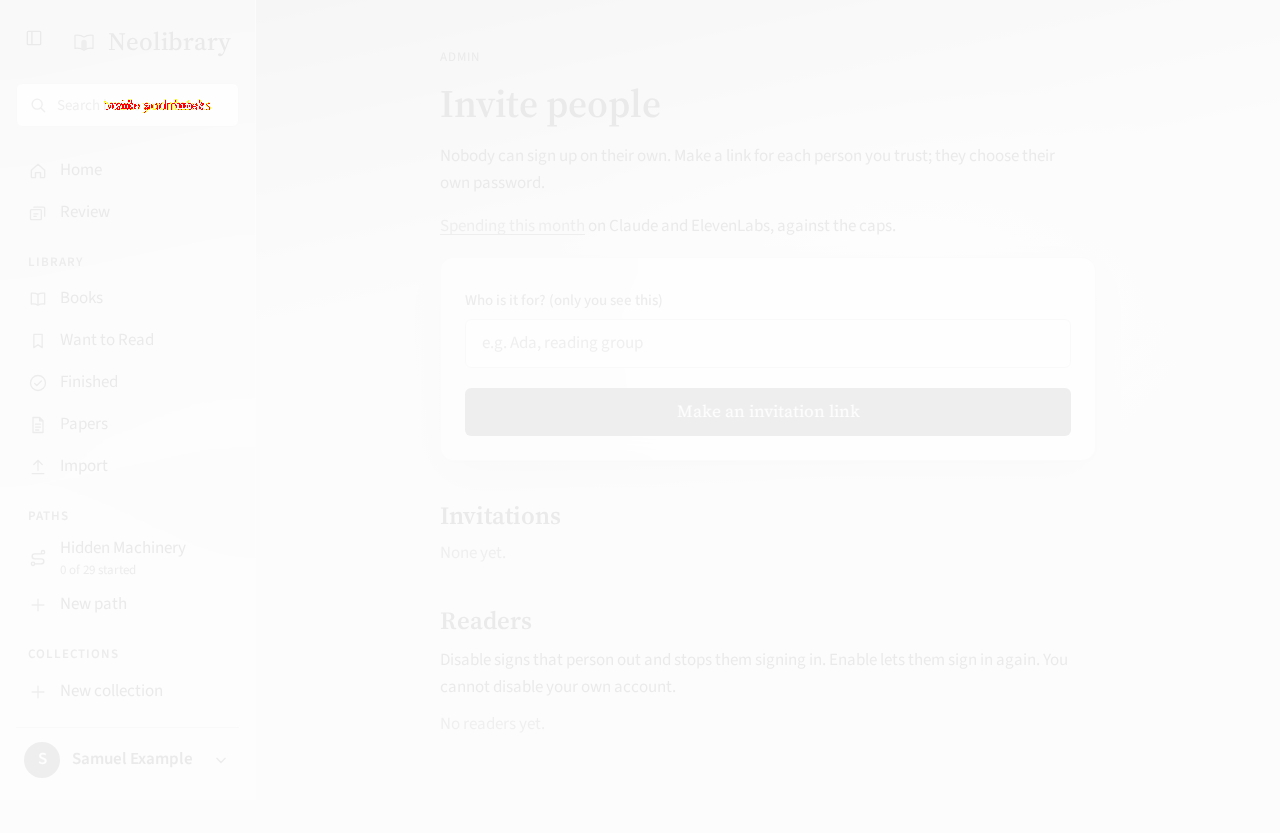 Neolibrary
Search
Home
Review
LIBRARY
Books
Want to Read
Finished
Papers
Import
PATHS
Hidden Machinery
0 of 29 started
New path
COLLECTIONS
New collection
S
Samuel Example
ADMIN
Invite people
Nobody can sign up on their own. Make a link for each person you trust; they choose their
own password.
Spending this month on Claude and ElevenLabs, against the caps.
Who is it for? (only you see this)
e.g. Ada, reading group
Make an invitation link
Invitations
None yet.
Readers
Disable signs that person out and stops them signing in. Enable lets them sign in again. You
cannot disable your own account.
No readers yet.